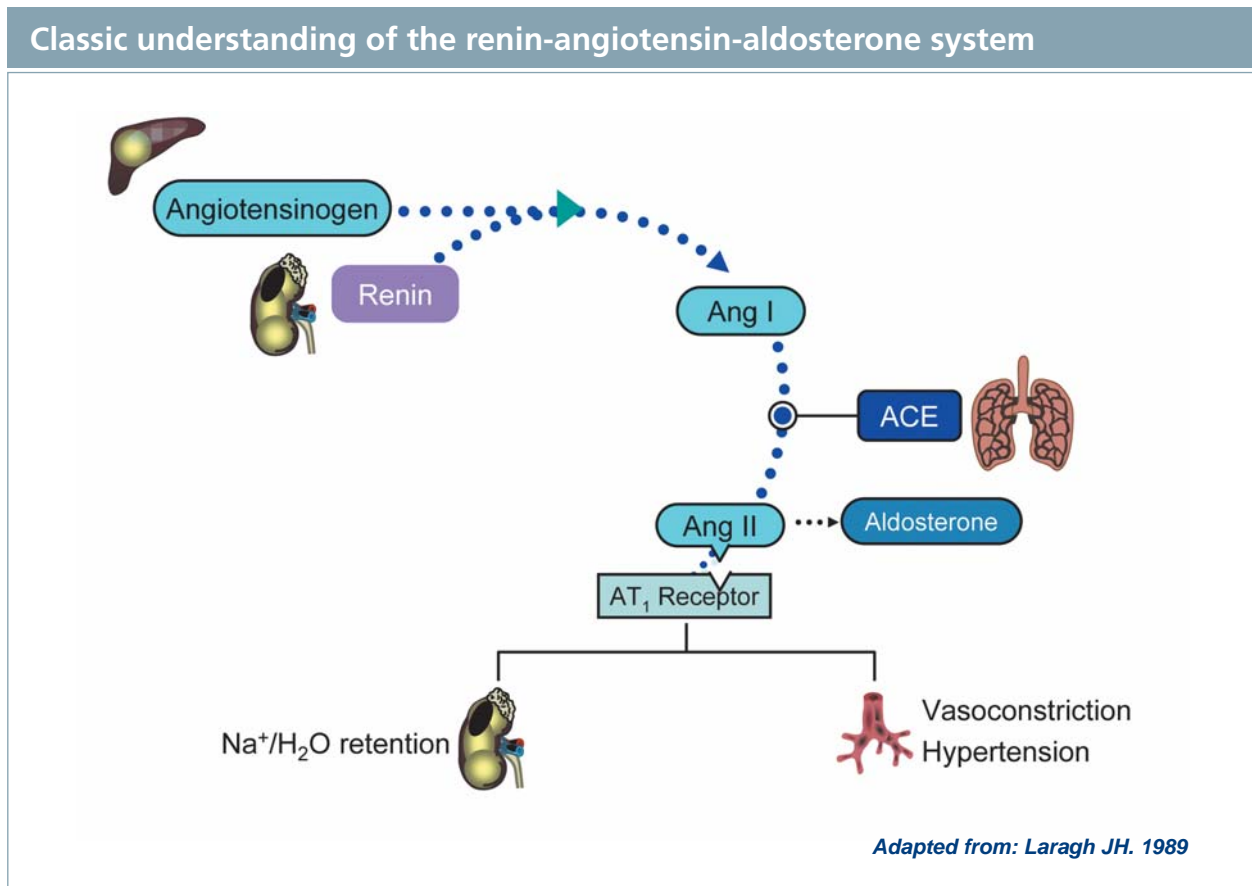 Classic understanding of the renin-angiotensin-aldosterone system
Angiotensinogen
Renin
Ang I
ACE
Ang II
Aldosterone
AT₁ Receptor
Na⁺/H₂O retention
Vasoconstriction
Hypertension
Adapted from: Laragh JH. 1989